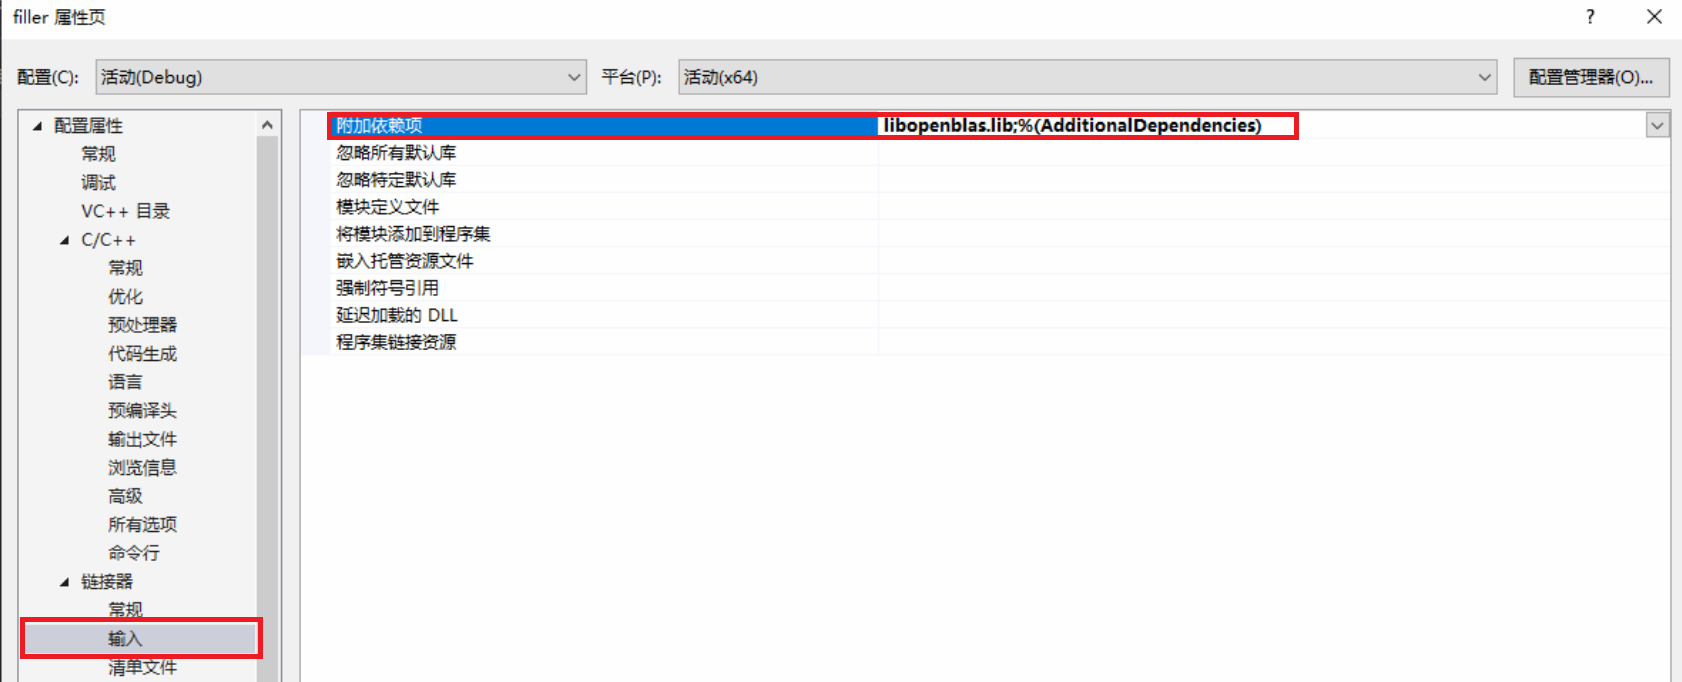 filler 属性页
配置(C): 活动(Debug) 平台(P): 活动(x64) 配置管理器(O)...
配置属性
常规
调试
VC++ 目录
C/C++
常规
优化
预处理器
代码生成
语言
预编译头
输出文件
浏览信息
高级
所有选项
命令行
链接器
常规
输入
清单文件
附加依赖项 libopenblas.lib;%(AdditionalDependencies)
忽略所有默认库
忽略特定默认库
模块定义文件
将模块添加到程序集
嵌入托管资源文件
强制符号引用
延迟加载的 DLL
程序集链接资源